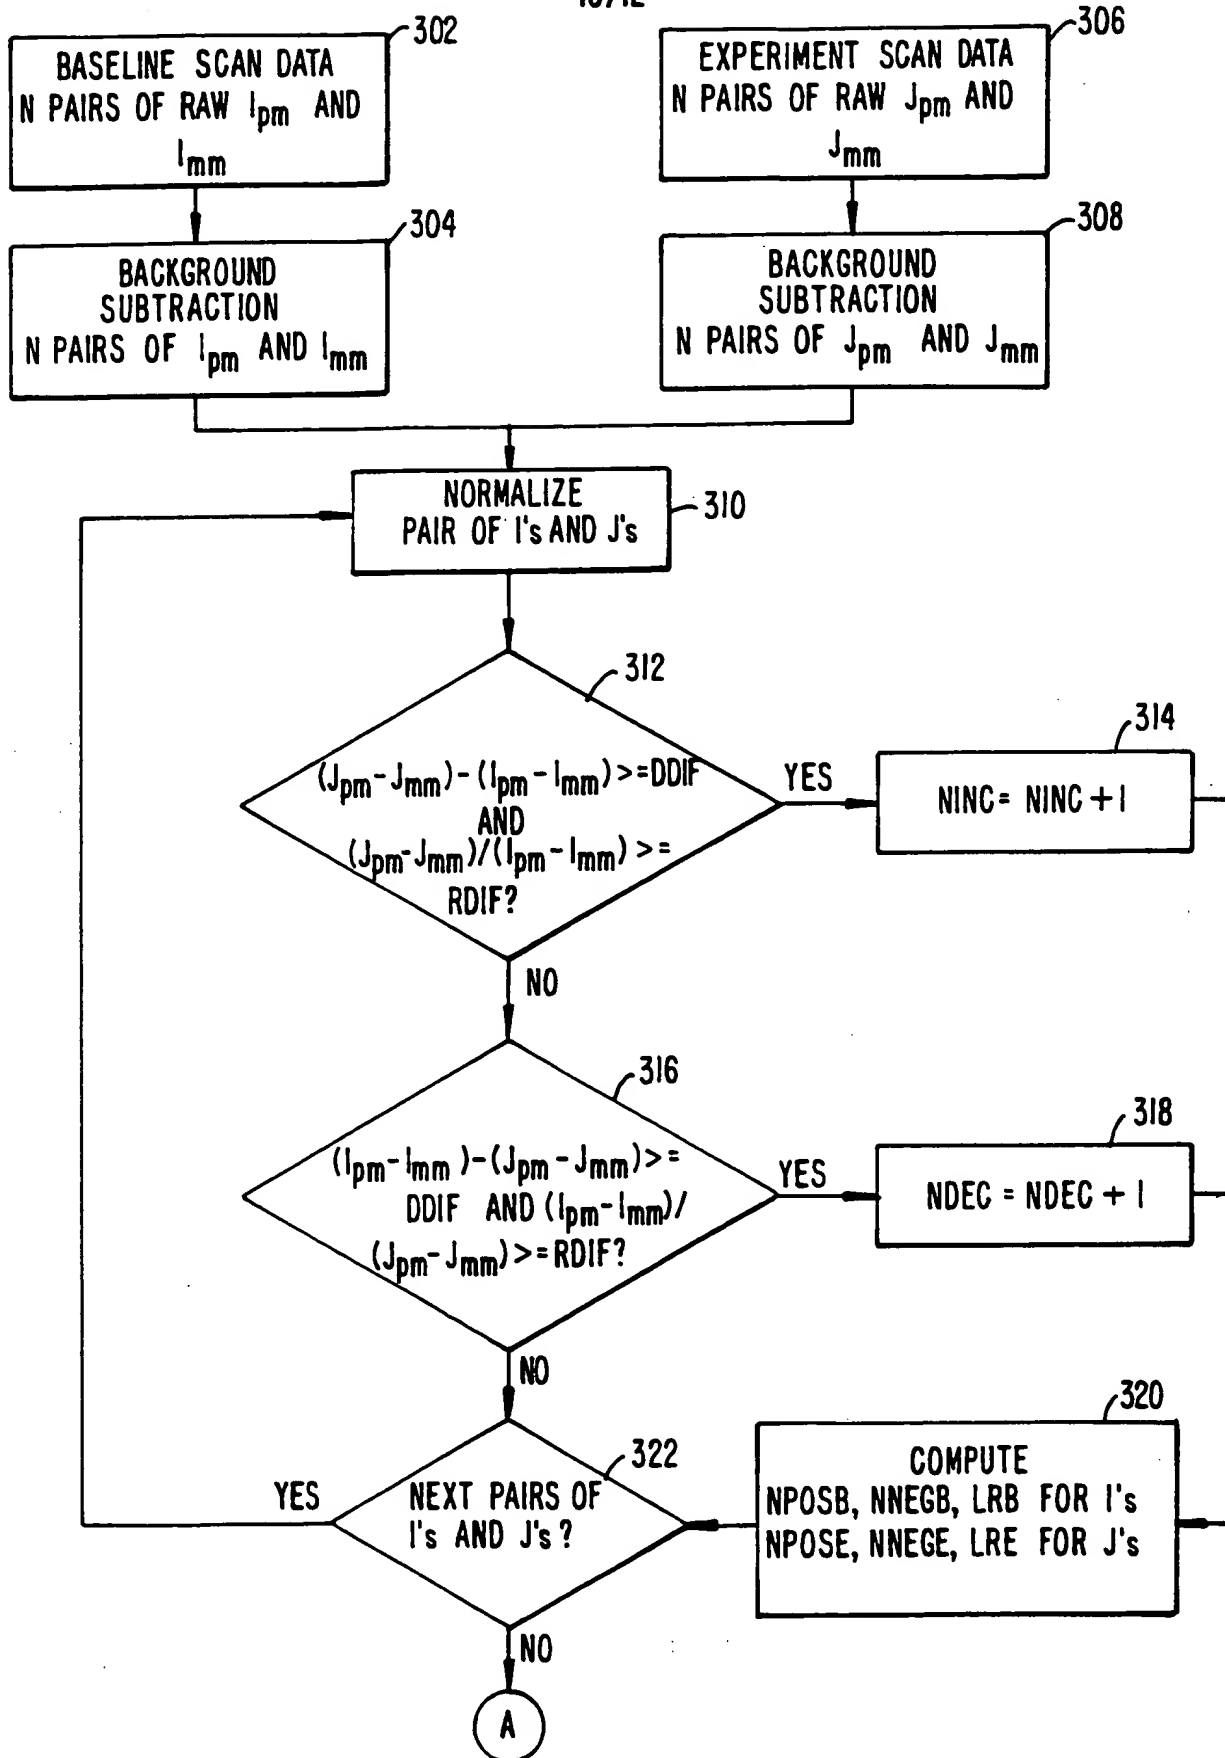 302
BASELINE SCAN DATA
N PAIRS OF RAW Ipm AND
Imm
306
EXPERIMENT SCAN DATA
N PAIRS OF RAW Jpm AND
Jmm
304
BACKGROUND
SUBTRACTION
N PAIRS OF Ipm AND Imm
308
BACKGROUND
SUBTRACTION
N PAIRS OF Jpm AND Jmm
NORMALIZE
PAIR OF I's AND J's
310
312
(Jpm-Jmm)-(Ipm-Imm)>=DDIF
AND
(Jpm-Jmm)/(Ipm-Imm)>=
RDIF?
YES
314
NINC= NINC+1
NO
316
(Ipm-Imm)-(Jpm-Jmm)>=
DDIF AND (Ipm-Imm)/
(Jpm-Jmm)>=RDIF?
YES
318
NDEC = NDEC+1
NO
322
NEXT PAIRS OF
I's AND J's?
YES
320
COMPUTE
NPOSB, NNEGB, LRB FOR I's
NPOSE, NNEGE, LRE FOR J's
NO
A